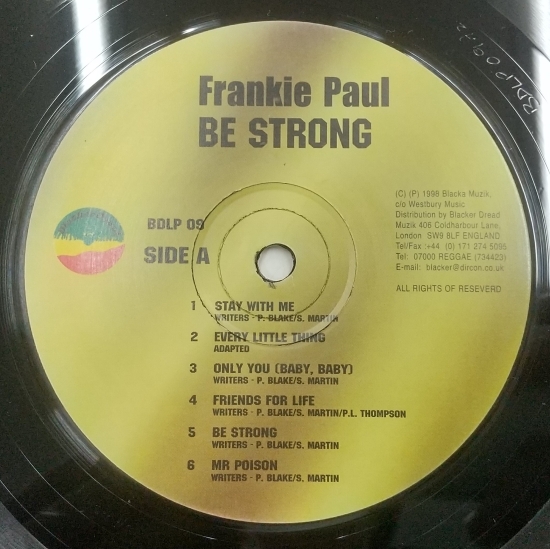 Frankie Paul
BE STRONG
BDLP 09
SIDE A
(C) (P) 1998 Blacka Muzik,
c/o Westbury Music
Distribution by Blacker Dread
Muzik 406 Coldharbour Lane,
London SW9 8LF ENGLAND
Tel/Fax :+44 (0) 171 274 5095
Tel: 07000 REGGAE (734423)
E-mail: blacker@dircon.co.uk
ALL RIGHTS OF RESEVERD
1 STAY WITH ME
WRITERS - P. BLAKE/S. MARTIN
2 EVERY LITTLE THING
ADAPTED
3 ONLY YOU (BABY, BABY)
WRITERS - P. BLAKE/S. MARTIN
4 FRIENDS FOR LIFE
WRITERS - P. BLAKE/S. MARTIN/P.L. THOMPSON
5 BE STRONG
WRITERS - P. BLAKE/S. MARTIN
6 MR POISON
WRITERS - P. BLAKE/S. MARTIN